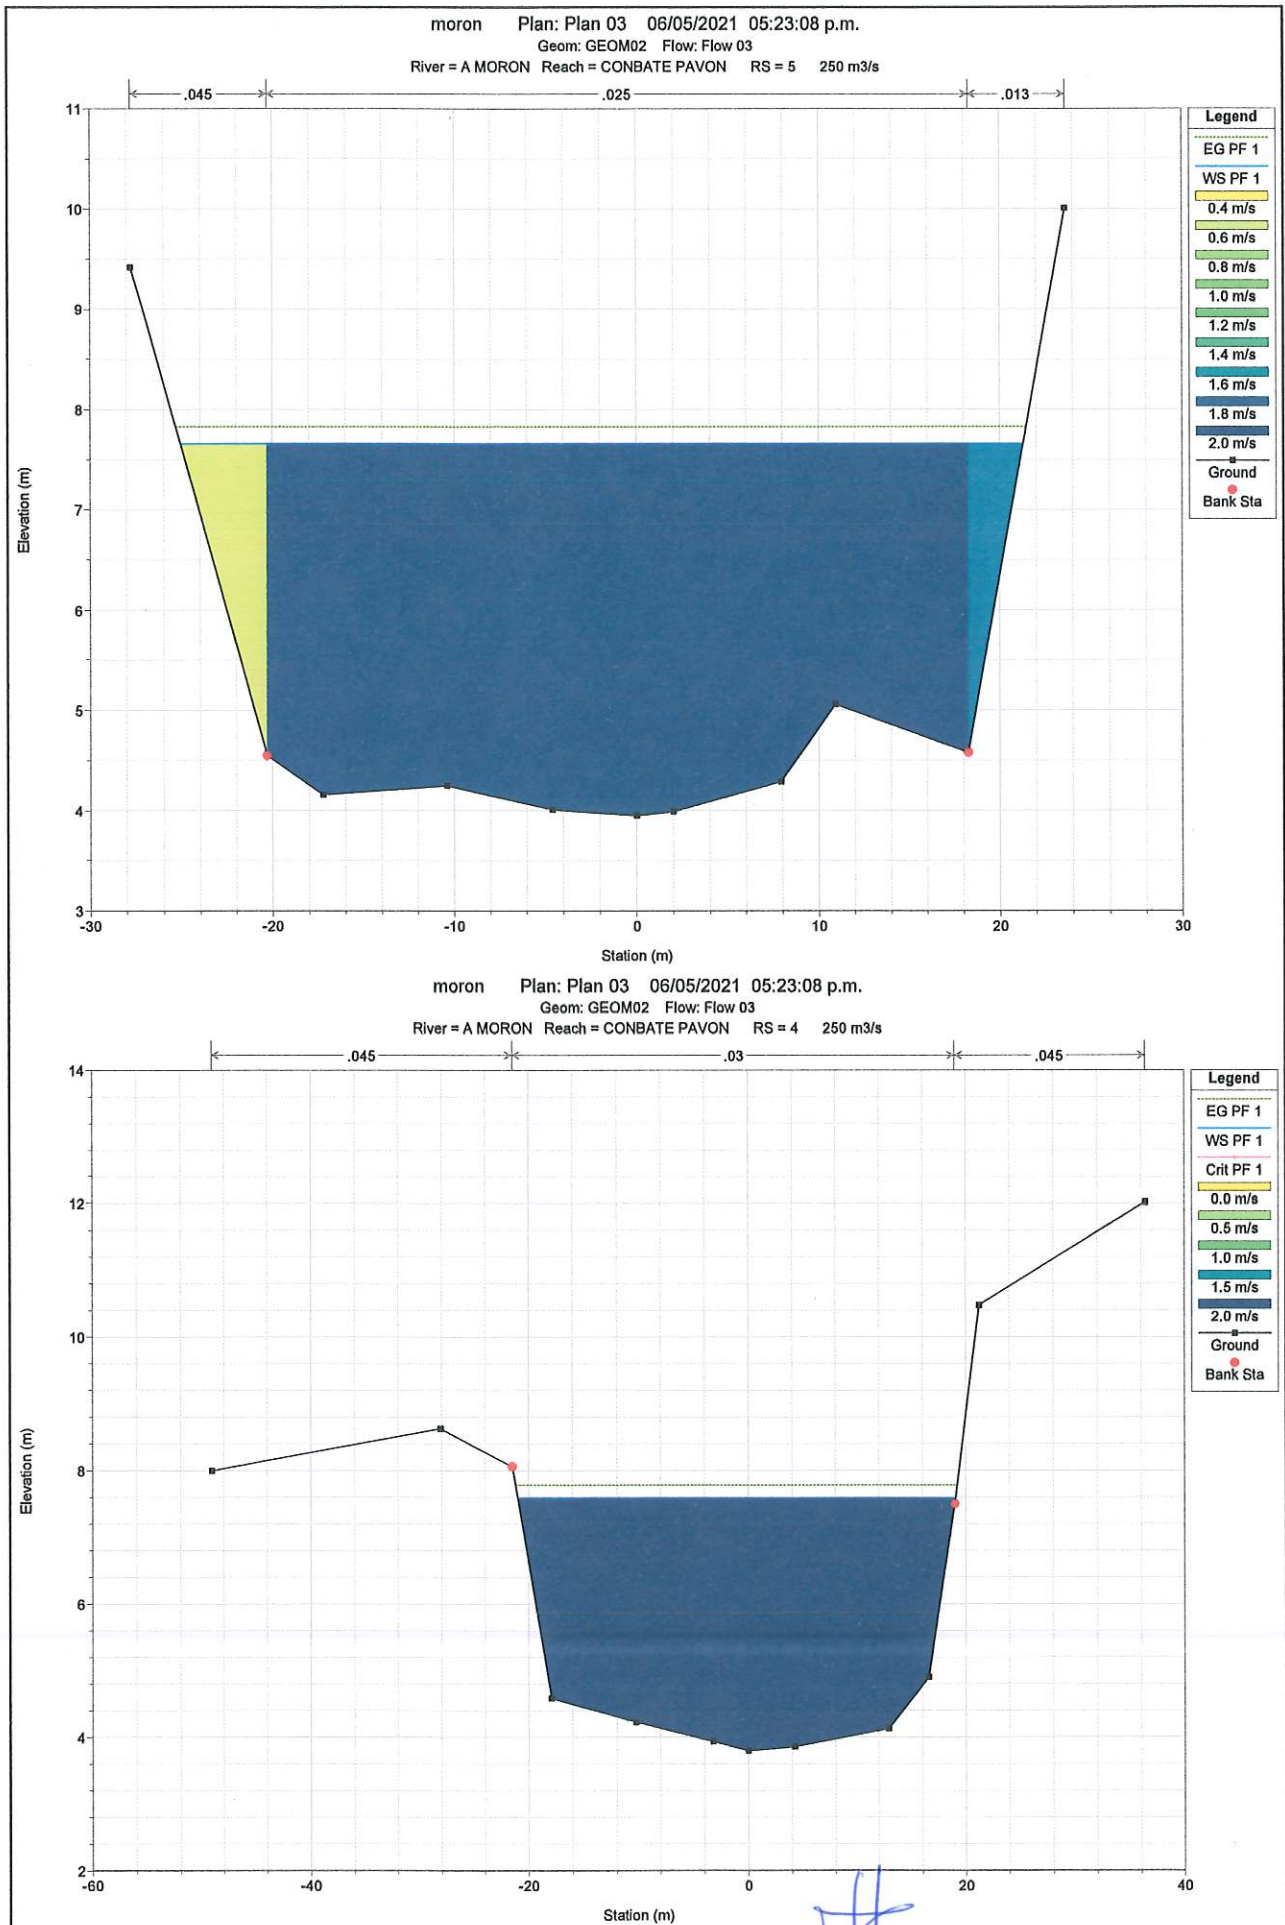 moron Plan: Plan 03 06/05/2021 05:23:08 p.m.
Geom: GEOM02 Flow: Flow 03
River = A MORON Reach = CONBATE PAVON RS = 5 250 m3/s
.045 .025 .013
11
10
9
8
7
6
5
4
3
Elevation (m)
-30 -20 -10 0 10 20 30
Station (m)
Legend
EG PF 1
WS PF 1
0.4 m/s
0.6 m/s
0.8 m/s
1.0 m/s
1.2 m/s
1.4 m/s
1.6 m/s
1.8 m/s
2.0 m/s
Ground
Bank Sta
moron Plan: Plan 03 06/05/2021 05:23:08 p.m.
Geom: GEOM02 Flow: Flow 03
River = A MORON Reach = CONBATE PAVON RS = 4 250 m3/s
.045 .03 .045
14
12
10
8
6
4
2
Elevation (m)
-60 -40 -20 0 20 40
Station (m)
Legend
EG PF 1
WS PF 1
Crit PF 1
0.0 m/s
0.5 m/s
1.0 m/s
1.5 m/s
2.0 m/s
Ground
Bank Sta